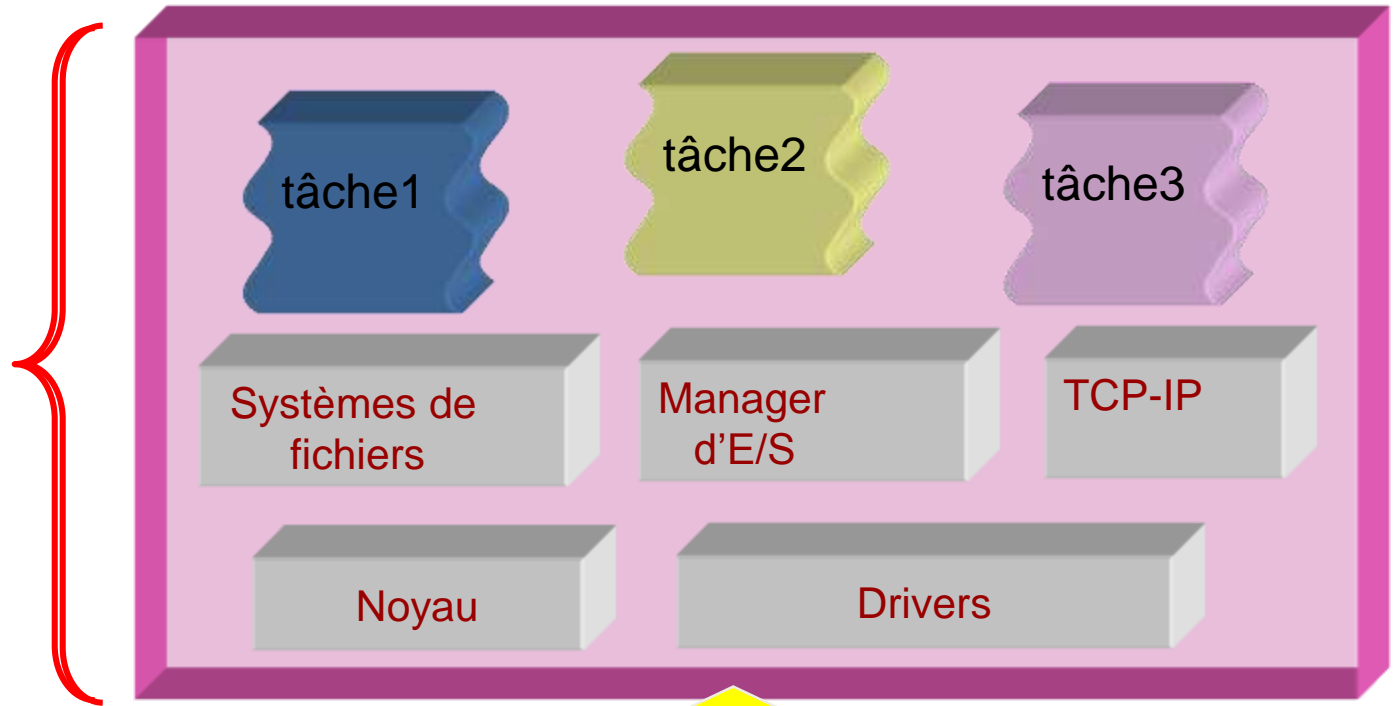 tâche1
tâche2
tâche3
Systèmes de
fichiers
Manager
d’E/S
TCP-IP
Noyau
Drivers